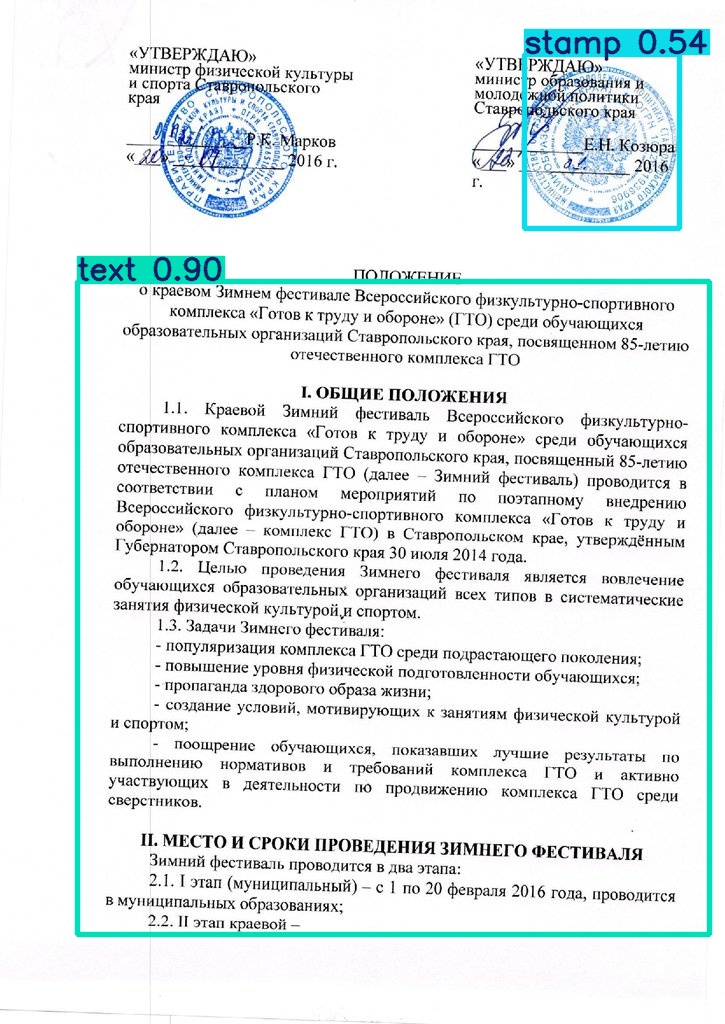 «УТВЕРЖДАЮ»
министр физической культуры
и спорта Ставропольского
края
Р.К. Марков
«20» 01 2016 г.
stamp 0.54
«УТВЕРЖДАЮ»
министр образования и
молодежной политики
Ставропольского края
Е.Н. Козюра
2016
г.
text 0.90
ПОЛОЖЕНИЕ
о краевом Зимнем фестивале Всероссийского физкультурно-спортивного
комплекса «Готов к труду и обороне» (ГТО) среди обучающихся
образовательных организаций Ставропольского края, посвященном 85-летию
отечественного комплекса ГТО
I. ОБЩИЕ ПОЛОЖЕНИЯ
1.1. Краевой Зимний фестиваль Всероссийского физкультурно-
спортивного комплекса «Готов к труду и обороне» среди обучающихся
образовательных организаций Ставропольского края, посвященный 85-летию
отечественного комплекса ГТО (далее – Зимний фестиваль) проводится в
соответствии с планом мероприятий по поэтапному внедрению
Всероссийского физкультурно-спортивного комплекса «Готов к труду и
обороне» (далее – комплекс ГТО) в Ставропольском крае, утверждённым
Губернатором Ставропольского края 30 июля 2014 года.
1.2. Целью проведения Зимнего фестиваля является вовлечение
обучающихся образовательных организаций всех типов в систематические
занятия физической культурой и спортом.
1.3. Задачи Зимнего фестиваля:
- популяризация комплекса ГТО среди подрастающего поколения;
- повышение уровня физической подготовленности обучающихся;
- пропаганда здорового образа жизни;
- создание условий, мотивирующих к занятиям физической культурой
и спортом;
- поощрение обучающихся, показавших лучшие результаты по
выполнению нормативов и требований комплекса ГТО и активно
участвующих в деятельности по продвижению комплекса ГТО среди
сверстников.
II. МЕСТО И СРОКИ ПРОВЕДЕНИЯ ЗИМНЕГО ФЕСТИВАЛЯ
Зимний фестиваль проводится в два этапа:
2.1. I этап (муниципальный) – с 1 по 20 февраля 2016 года, проводится
в муниципальных образованиях;
2.2. II этап краевой –